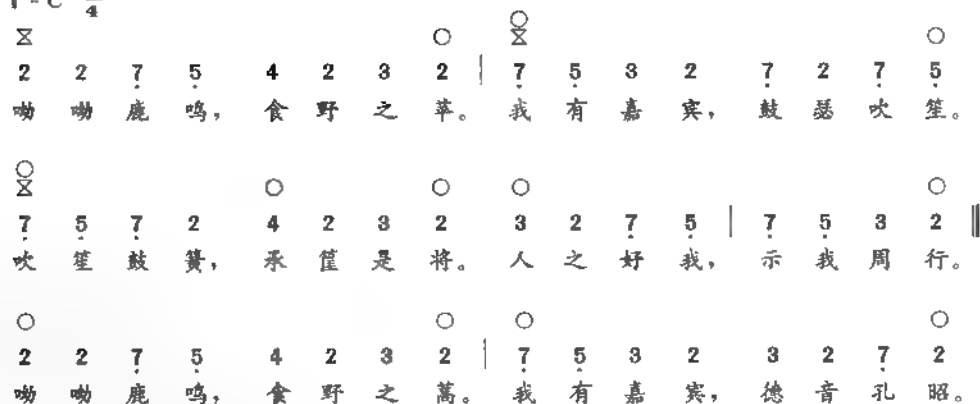 1=C 4
2 2 7̣ 5̣ 4 2 3 2 | 7̣ 5̣ 3 2 7̣ 2 7̣ 5̣
呦呦鹿鸣，食野之苹。我有嘉宾，鼓瑟吹笙。
7̣ 5̣ 7̣ 2 4 2 3 2 3 2 7̣ 5̣ | 7̣ 5̣ 3 2 ‖
吹笙鼓簧，承筐是将。人之好我，示我周行。
2 2 7̣ 5̣ 4 2 3 2 | 7̣ 5̣ 3 2 3 2 7̣ 2
呦呦鹿鸣，食野之蒿。我有嘉宾，德音孔昭。